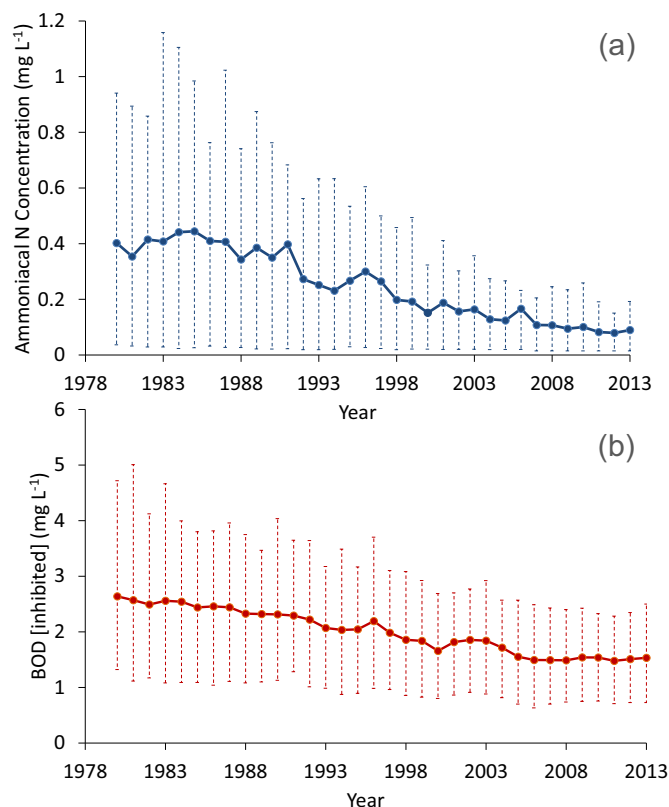 (a)
Ammoniacal N Concentration (mg L-1)
1.2
1
0.8
0.6
0.4
0.2
0
1978 1983 1988 1993 1998 2003 2008 2013
Year
(b)
BOD [inhibited] (mg L-1)
6
5
4
3
2
1
0
1978 1983 1988 1993 1998 2003 2008 2013
Year